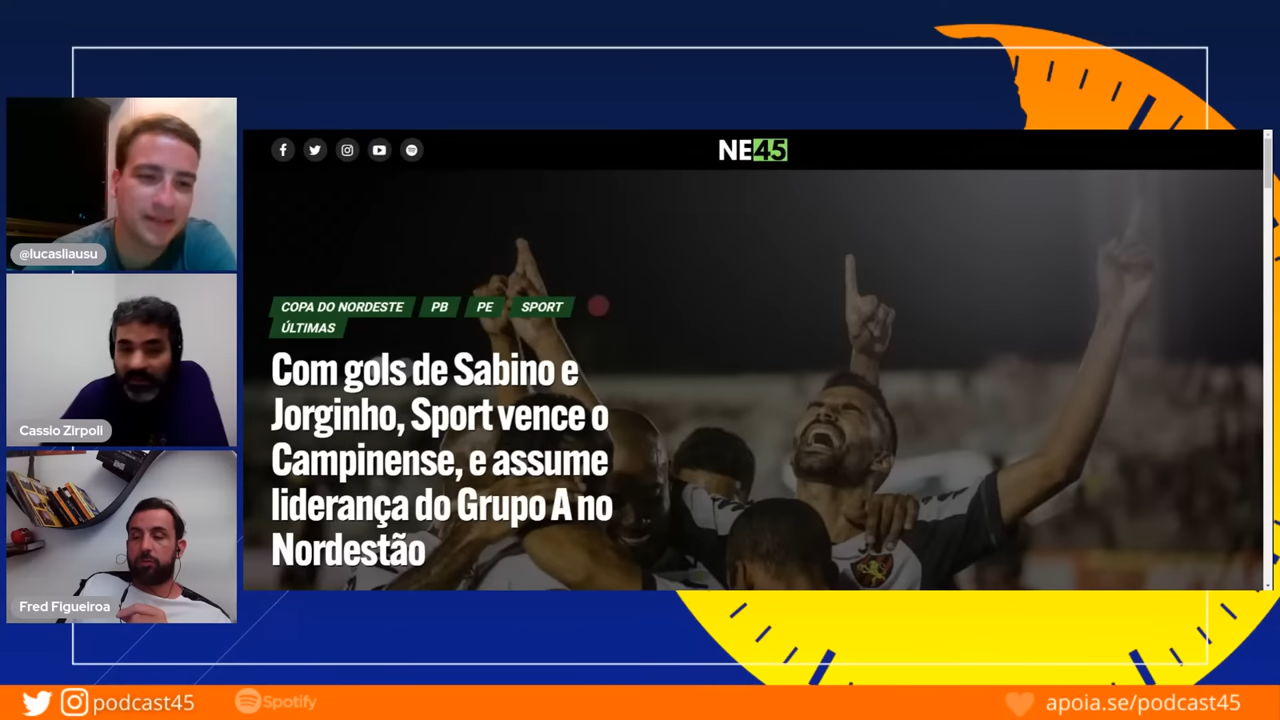 @lucasliausu
Cassio Zirpoli
Fred Figueiroa
NE45
COPA DO NORDESTE PB PE SPORT
ÚLTIMAS
Com gols de Sabino e
Jorginho, Sport vence o
Campinense, e assume
liderança do Grupo A no
Nordestão
podcast45
Spotify
apoia.se/podcast45